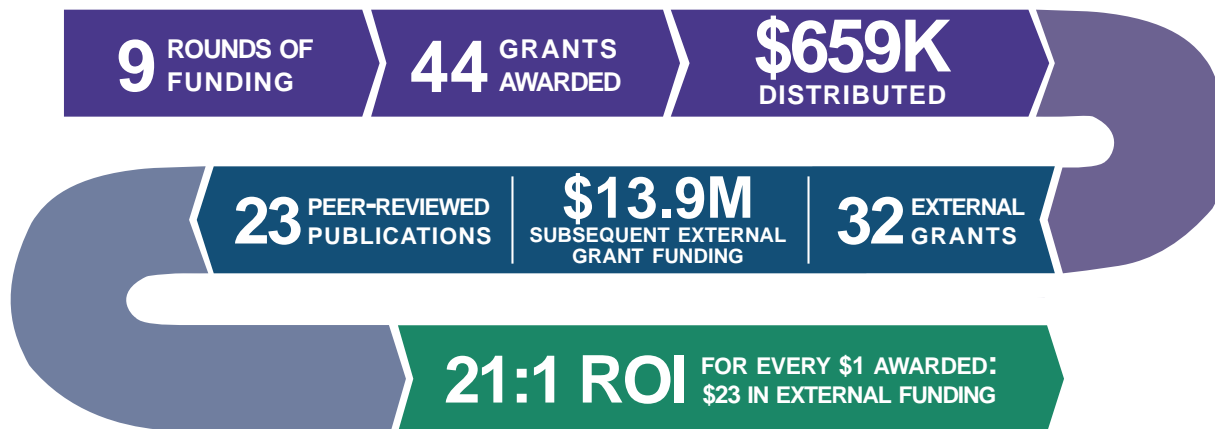 9 ROUNDS OF
FUNDING
44 GRANTS
AWARDED
$659K
DISTRIBUTED
32 EXTERNAL
GRANTS
$13.9M
SUBSEQUENT EXTERNAL
GRANT FUNDING
23 PEER-REVIEWED
PUBLICATIONS
21:1 ROI
FOR EVERY $1 AWARDED:
$23 IN EXTERNAL FUNDING